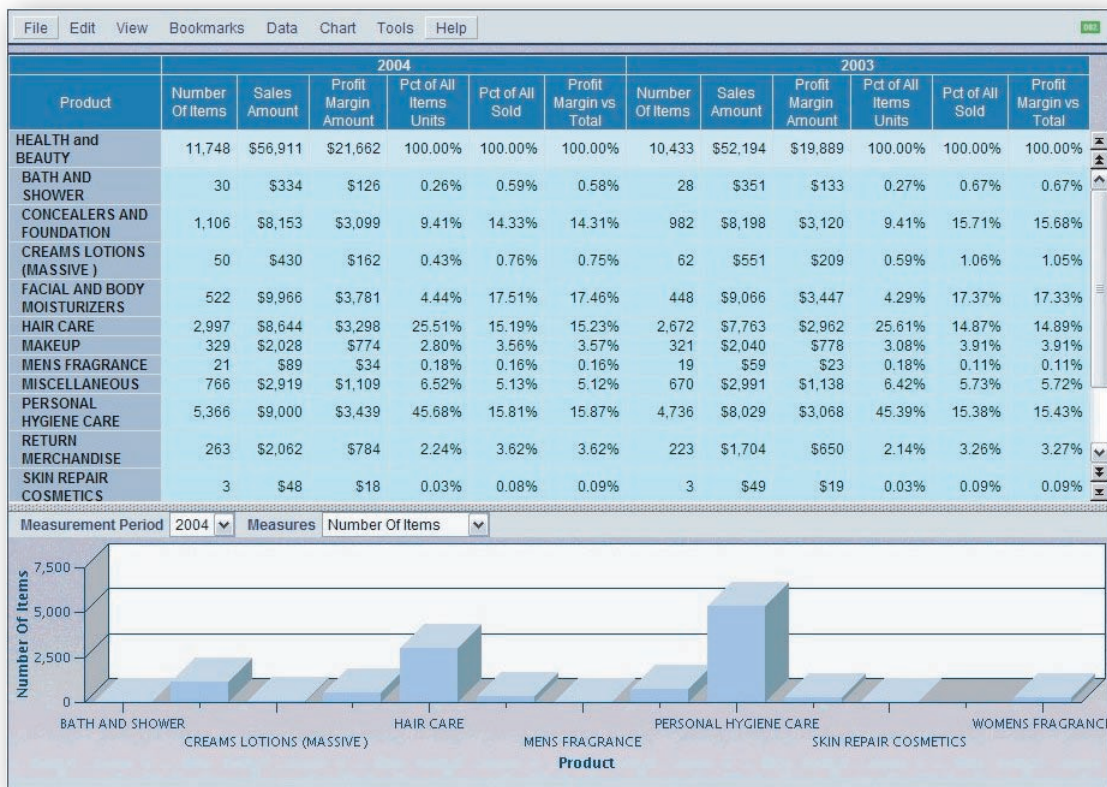 File Edit View Bookmarks Data Chart Tools Help
2004 2003
Product Number Of Items Sales Amount Profit Margin Amount Pct of All Items Units Pct of All Sold Profit Margin vs Total Number Of Items Sales Amount Profit Margin Amount Pct of All Items Units Pct of All Sold Profit Margin vs Total
HEALTH and BEAUTY 11,748 $56,911 $21,662 100.00% 100.00% 100.00% 10,433 $52,194 $19,889 100.00% 100.00% 100.00%
BATH AND SHOWER 30 $334 $126 0.26% 0.59% 0.58% 28 $351 $133 0.27% 0.67% 0.67%
CONCEALERS AND FOUNDATION 1,106 $8,153 $3,099 9.41% 14.33% 14.31% 982 $8,198 $3,120 9.41% 15.71% 15.68%
CREAMS LOTIONS (MASSIVE ) 50 $430 $162 0.43% 0.76% 0.75% 62 $551 $209 0.59% 1.06% 1.05%
FACIAL AND BODY MOISTURIZERS 522 $9,966 $3,781 4.44% 17.51% 17.46% 448 $9,066 $3,447 4.29% 17.37% 17.33%
HAIR CARE 2,997 $8,644 $3,298 25.51% 15.19% 15.23% 2,672 $7,763 $2,962 25.61% 14.87% 14.89%
MAKEUP 329 $2,028 $774 2.80% 3.56% 3.57% 321 $2,040 $778 3.08% 3.91% 3.91%
MENS FRAGRANCE 21 $89 $34 0.18% 0.16% 0.16% 19 $59 $23 0.18% 0.11% 0.11%
MISCELLANEOUS 766 $2,919 $1,109 6.52% 5.13% 5.12% 670 $2,991 $1,138 6.42% 5.73% 5.72%
PERSONAL HYGIENE CARE 5,366 $9,000 $3,439 45.68% 15.81% 15.87% 4,736 $8,029 $3,068 45.39% 15.38% 15.43%
RETURN MERCHANDISE 263 $2,062 $784 2.24% 3.62% 3.62% 223 $1,704 $650 2.14% 3.26% 3.27%
SKIN REPAIR COSMETICS 3 $48 $18 0.03% 0.08% 0.09% 3 $49 $19 0.03% 0.09% 0.09%
Measurement Period 2004 Measures Number Of Items
Number Of Items
7,500
5,000
2,500
0
BATH AND SHOWER HAIR CARE PERSONAL HYGIENE CARE WOMENS FRAGRANC
CREAMS LOTIONS (MASSIVE ) MENS FRAGRANCE SKIN REPAIR COSMETICS
Product